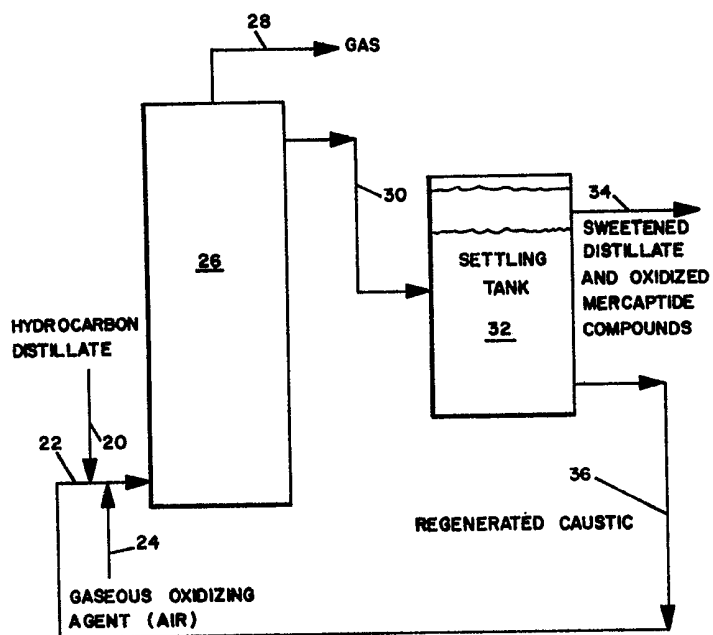 28
GAS
30
34
SWEETENED
DISTILLATE
AND OXIDIZED
MERCAPTIDE
COMPOUNDS
26
SETTLING
TANK
32
HYDROCARBON
DISTILLATE
22
20
24
36
REGENERATED CAUSTIC
GASEOUS OXIDIZING
AGENT (AIR)